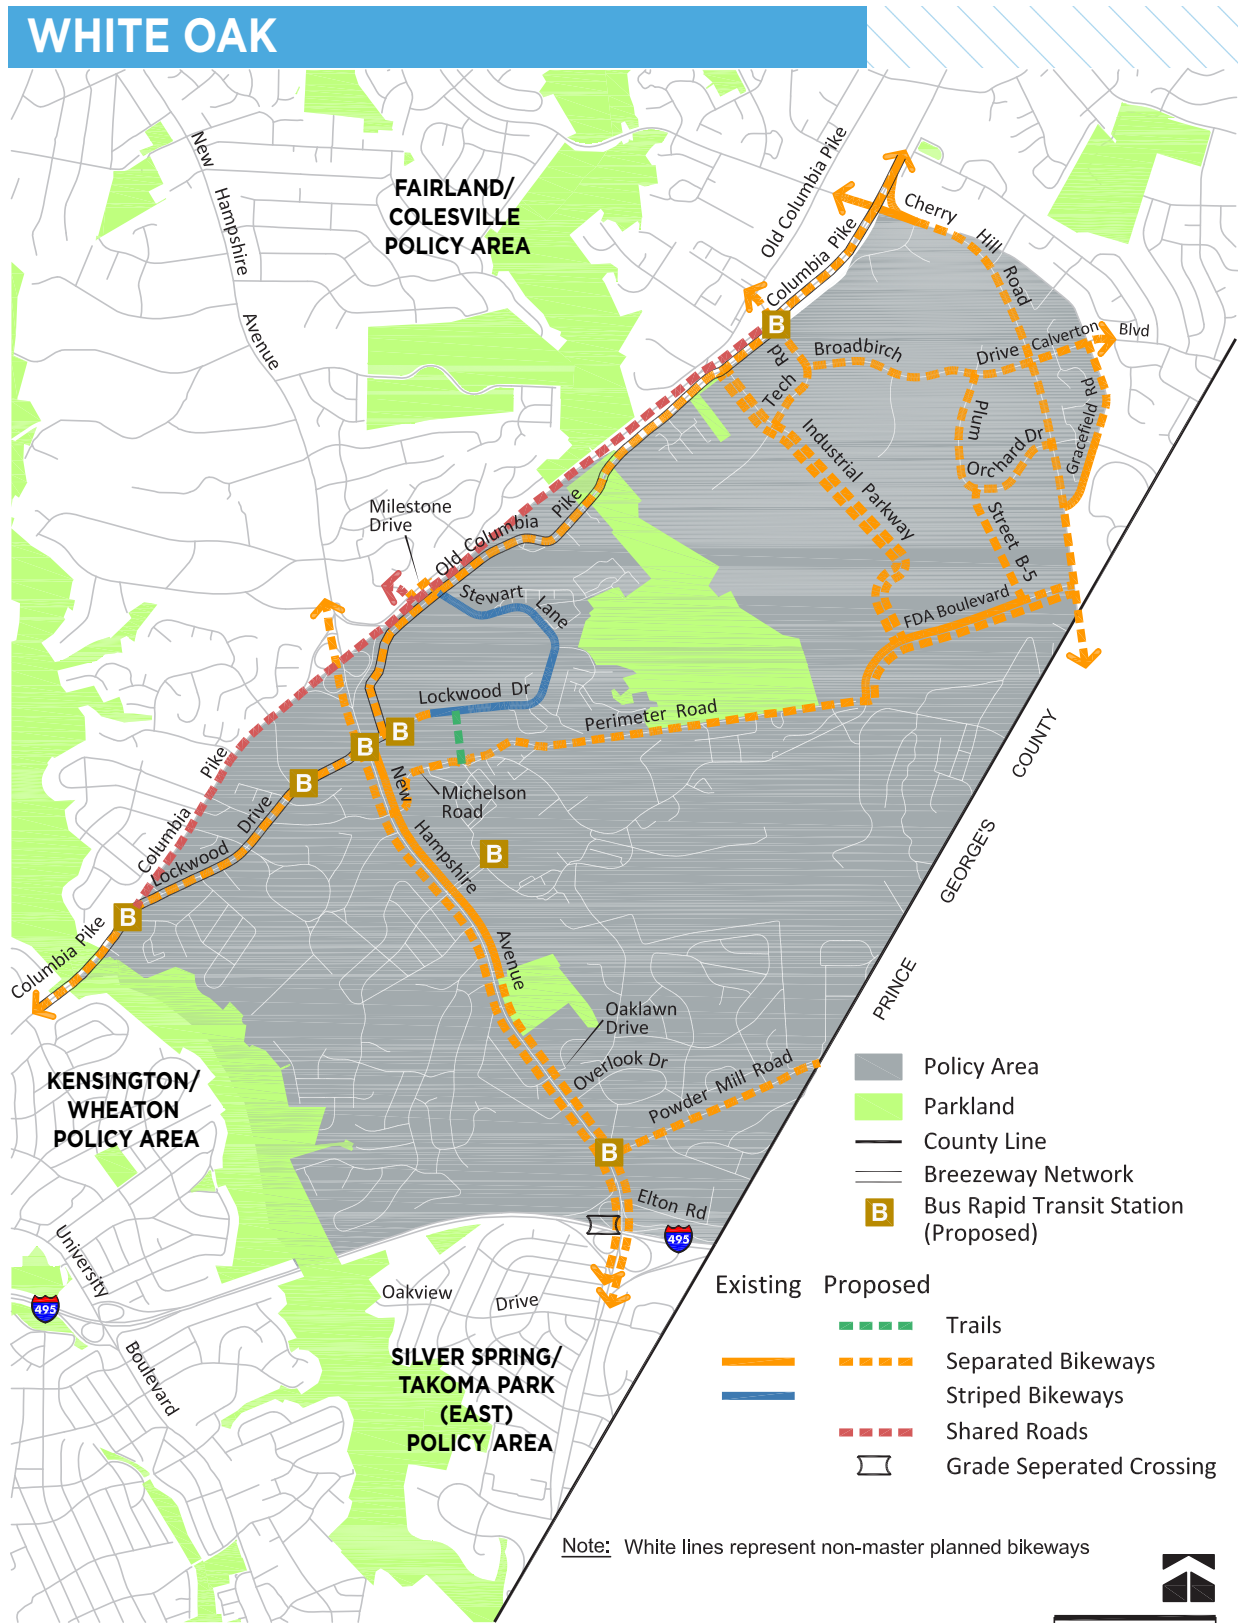 WHITE OAK
New
Hampshire
Avenue
FAIRLAND/
COLESVILLE
POLICY AREA
Old Columbia Pike
Columbia Pike
Cherry
Hill
Road
B
Rd
Tech
Broadbirch
Drive
Calverton
Blvd
Plum
Orchard Dr
Gracefield Rd
Industrial Parkway
Street B-5
FDA Boulevard
Milestone
Drive
Old Columbia
Pike
Stewart
Lane
Lockwood Dr
Perimeter Road
B
B
B
Michelson
Road
New
Hampshire
Avenue
B
Columbia
Pike
Lockwood
Drive
B
Columbia Pike
Oaklawn
Drive
Overlook Dr
Powder Mill Road
B
Elton Rd
495
PRINCE
GEORGE'S
COUNTY
KENSINGTON/
WHEATON
POLICY AREA
University
Boulevard
495
Oakview
Drive
SILVER SPRING/
TAKOMA PARK
(EAST)
POLICY AREA
Policy Area
Parkland
County Line
Breezeway Network
B Bus Rapid Transit Station
(Proposed)
Existing Proposed
Trails
Separated Bikeways
Striped Bikeways
Shared Roads
Grade Seperated Crossing
Note: White lines represent non-master planned bikeways